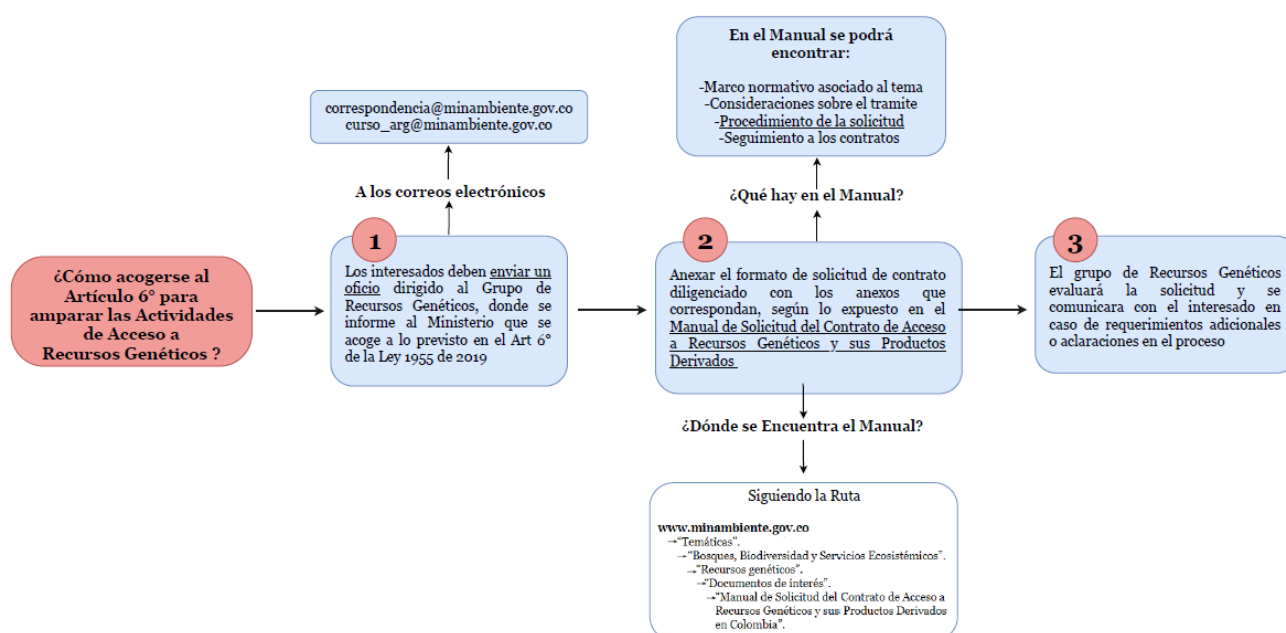 ¿Cómo acogerse al
Artículo 6° para
amparar las Actividades
de Acceso a
Recursos Genéticos ?
correspondencia@minambiente.gov.co
curso_arg@minambiente.gov.co
A los correos electrónicos
1
Los interesados deben enviar un
oficio dirigido al Grupo de
Recursos Genéticos, donde se
informe al Ministerio que se
acoge a lo previsto en el Art 6°
de la Ley 1955 de 2019
En el Manual se podrá
encontrar:
-Marco normativo asociado al tema
-Consideraciones sobre el tramite
-Procedimiento de la solicitud
-Seguimiento a los contratos
¿Qué hay en el Manual?
2
Anexar el formato de solicitud de contrato
diligenciado con los anexos que
correspondan, según lo expuesto en el
Manual de Solicitud del Contrato de Acceso
a Recursos Genéticos y sus Productos
Derivados
¿Dónde se Encuentra el Manual?
Siguiendo la Ruta
www.minambiente.gov.co
→"Temáticas".
→"Bosques, Biodiversidad y Servicios Ecosistémicos".
→"Recursos genéticos".
→"Documentos de interés".
→"Manual de Solicitud del Contrato de Acceso a
Recursos Genéticos y sus Productos Derivados
en Colombia".
3
El grupo de Recursos Genéticos
evaluará la solicitud y se
comunicara con el interesado en
caso de requerimientos adicionales
o aclaraciones en el proceso